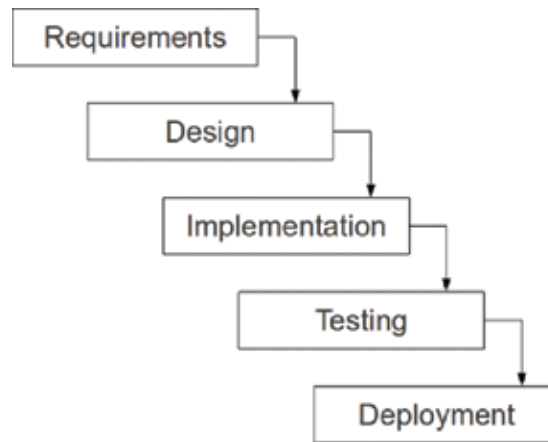 Requirements
Design
Implementation
Testing
Deployment